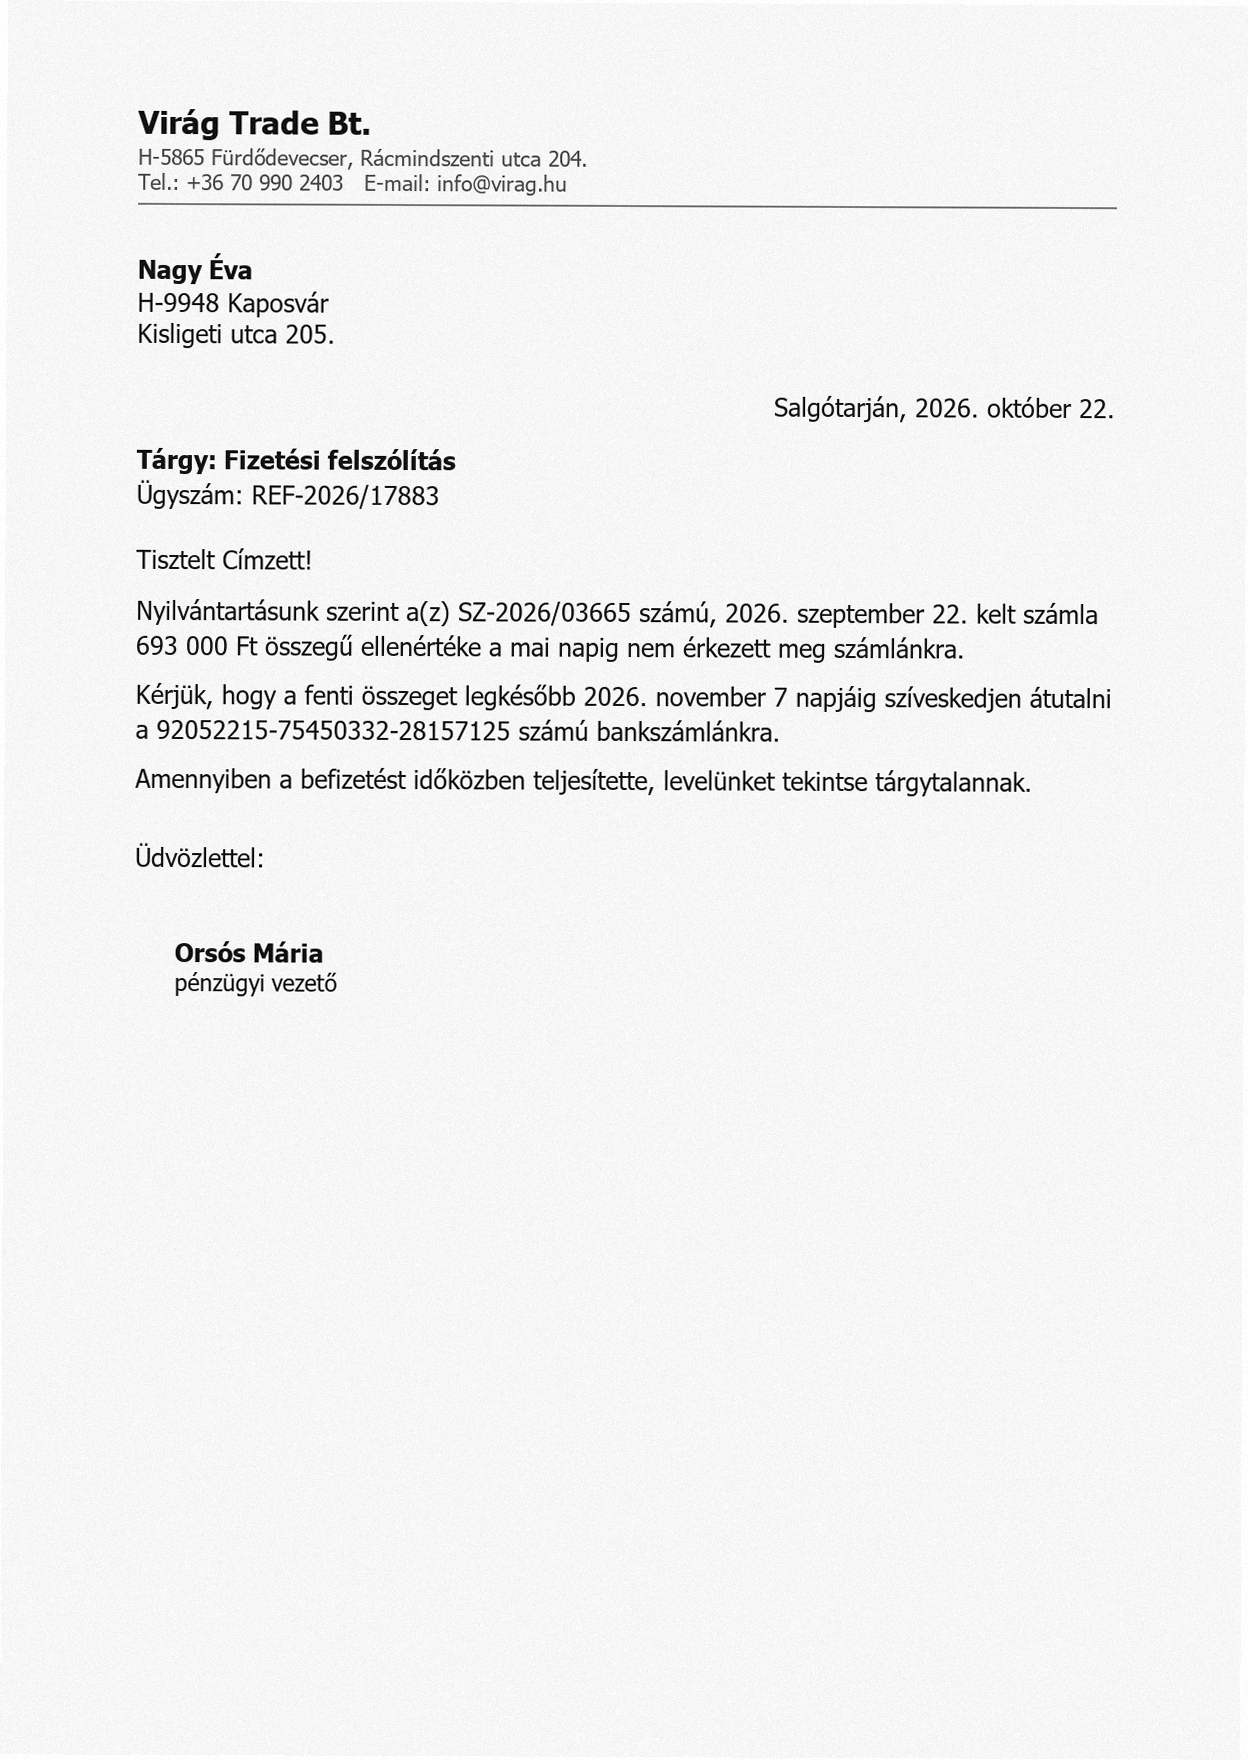 Virág Trade Bt.
H-5865 Fürdődevecser, Rácmindszenti utca 204.
Tel.: +36 70 990 2403 E-mail: info@virag.hu
Nagy Éva
H-9948 Kaposvár
Kisligeti utca 205.
Salgótarján, 2026. október 22.
Tárgy: Fizetési felszólítás
Ügyszám: REF-2026/17883
Tisztelt Címzett!
Nyilvántartásunk szerint a(z) SZ-2026/03665 számú, 2026. szeptember 22. kelt számla
693 000 Ft összegű ellenértéke a mai napig nem érkezett meg számlánkra.
Kérjük, hogy a fenti összeget legkésőbb 2026. november 7 napjáig szíveskedjen átutalni
a 92052215-75450332-28157125 számú bankszámlánkra.
Amennyiben a befizetést időközben teljesítette, levelünket tekintse tárgytalannak.
Üdvözlettel:
Orsós Mária
pénzügyi vezető